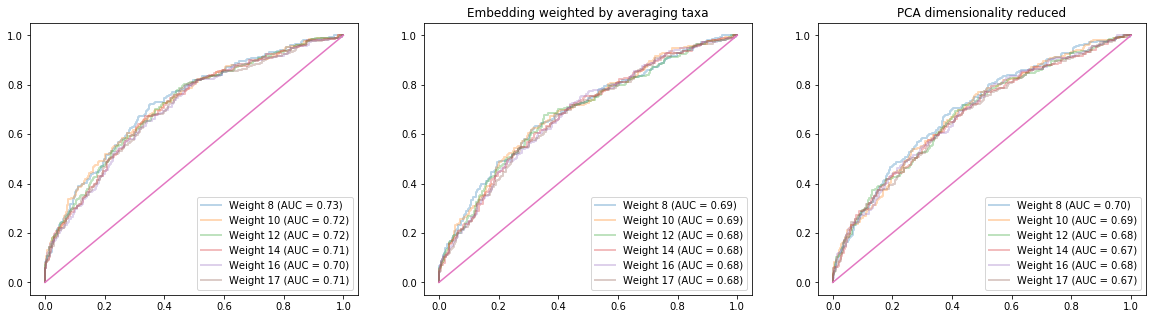 1.0
0.8
0.6
0.4
0.2
0.0
0.0 0.2 0.4 0.6 0.8 1.0
Weight 8 (AUC = 0.73)
Weight 10 (AUC = 0.72)
Weight 12 (AUC = 0.72)
Weight 14 (AUC = 0.71)
Weight 16 (AUC = 0.70)
Weight 17 (AUC = 0.71)
Embedding weighted by averaging taxa
1.0
0.8
0.6
0.4
0.2
0.0
0.0 0.2 0.4 0.6 0.8 1.0
Weight 8 (AUC = 0.69)
Weight 10 (AUC = 0.69)
Weight 12 (AUC = 0.68)
Weight 14 (AUC = 0.68)
Weight 16 (AUC = 0.68)
Weight 17 (AUC = 0.68)
PCA dimensionality reduced
1.0
0.8
0.6
0.4
0.2
0.0
0.0 0.2 0.4 0.6 0.8 1.0
Weight 8 (AUC = 0.70)
Weight 10 (AUC = 0.69)
Weight 12 (AUC = 0.68)
Weight 14 (AUC = 0.67)
Weight 16 (AUC = 0.68)
Weight 17 (AUC = 0.67)